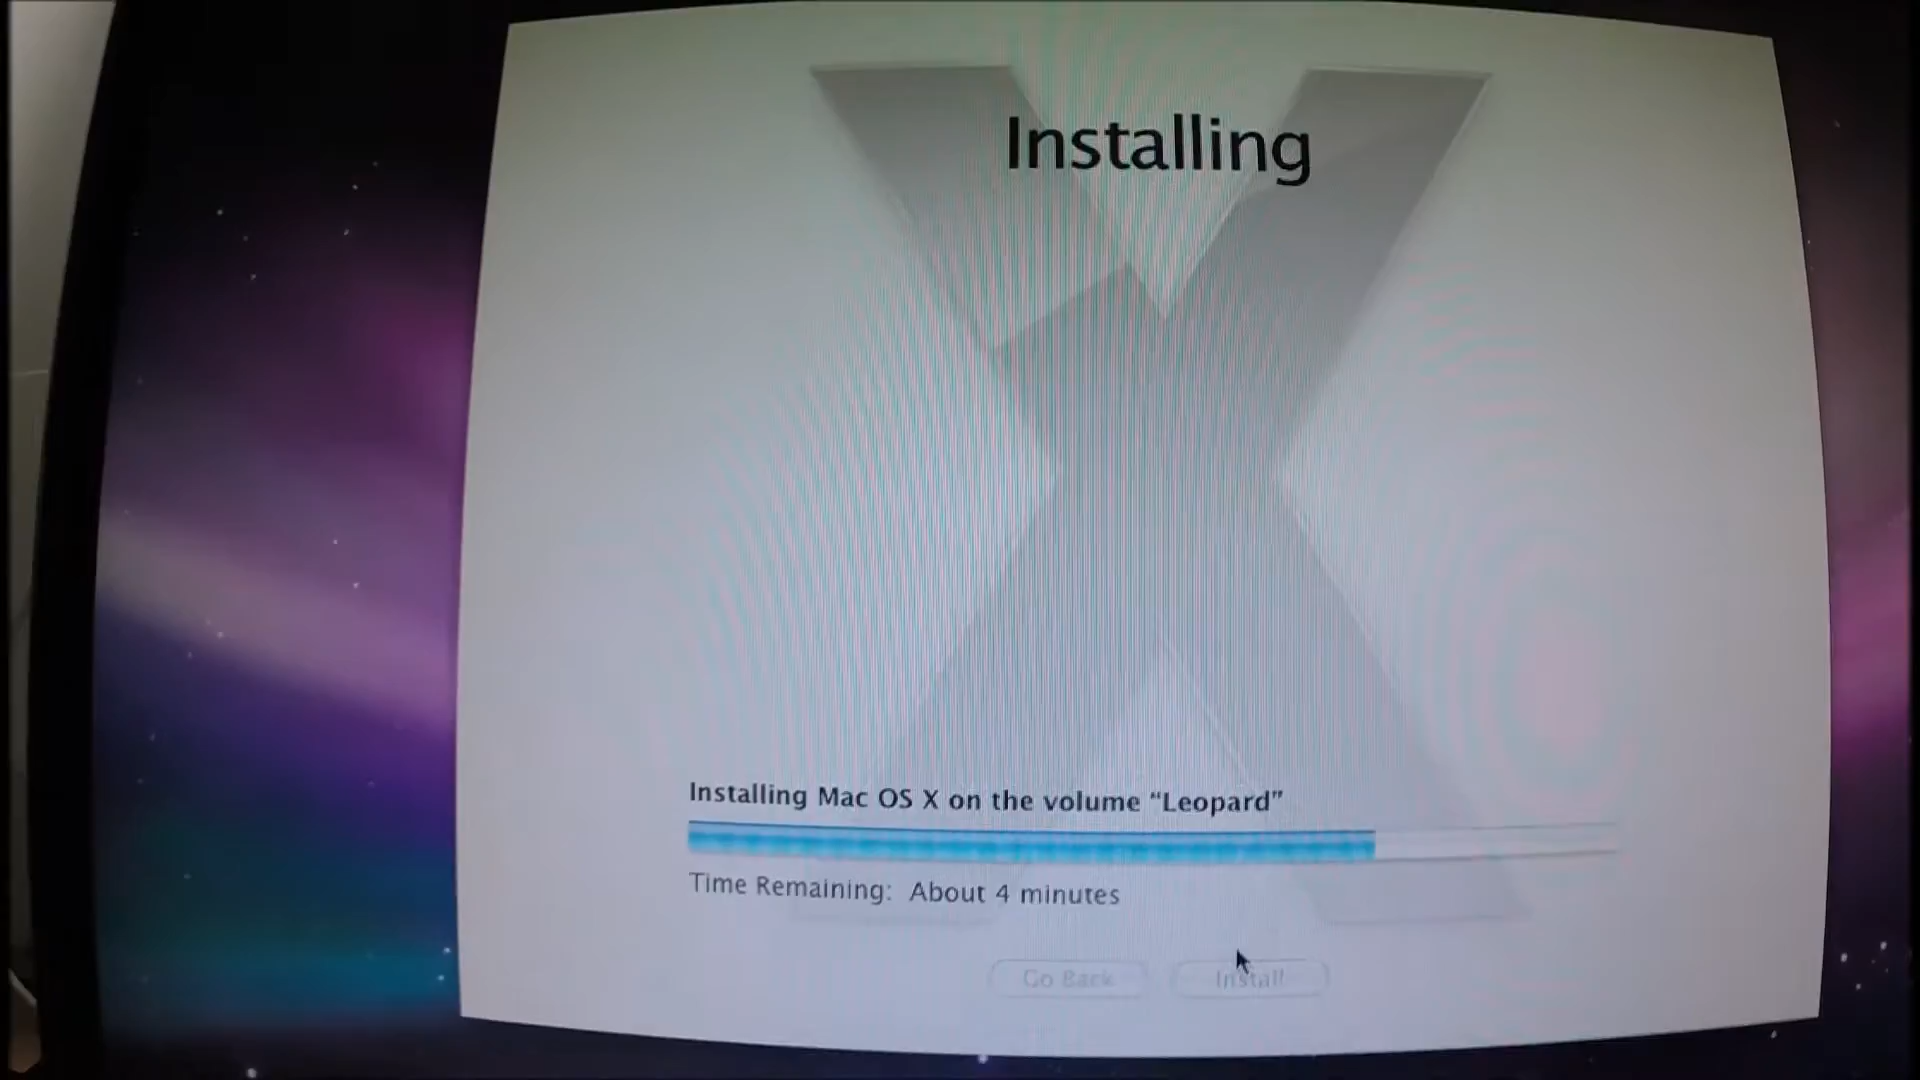 Installing
Installing Mac OS X on the volume “Leopard”
Time Remaining: About 4 minutes
Go Back
Install